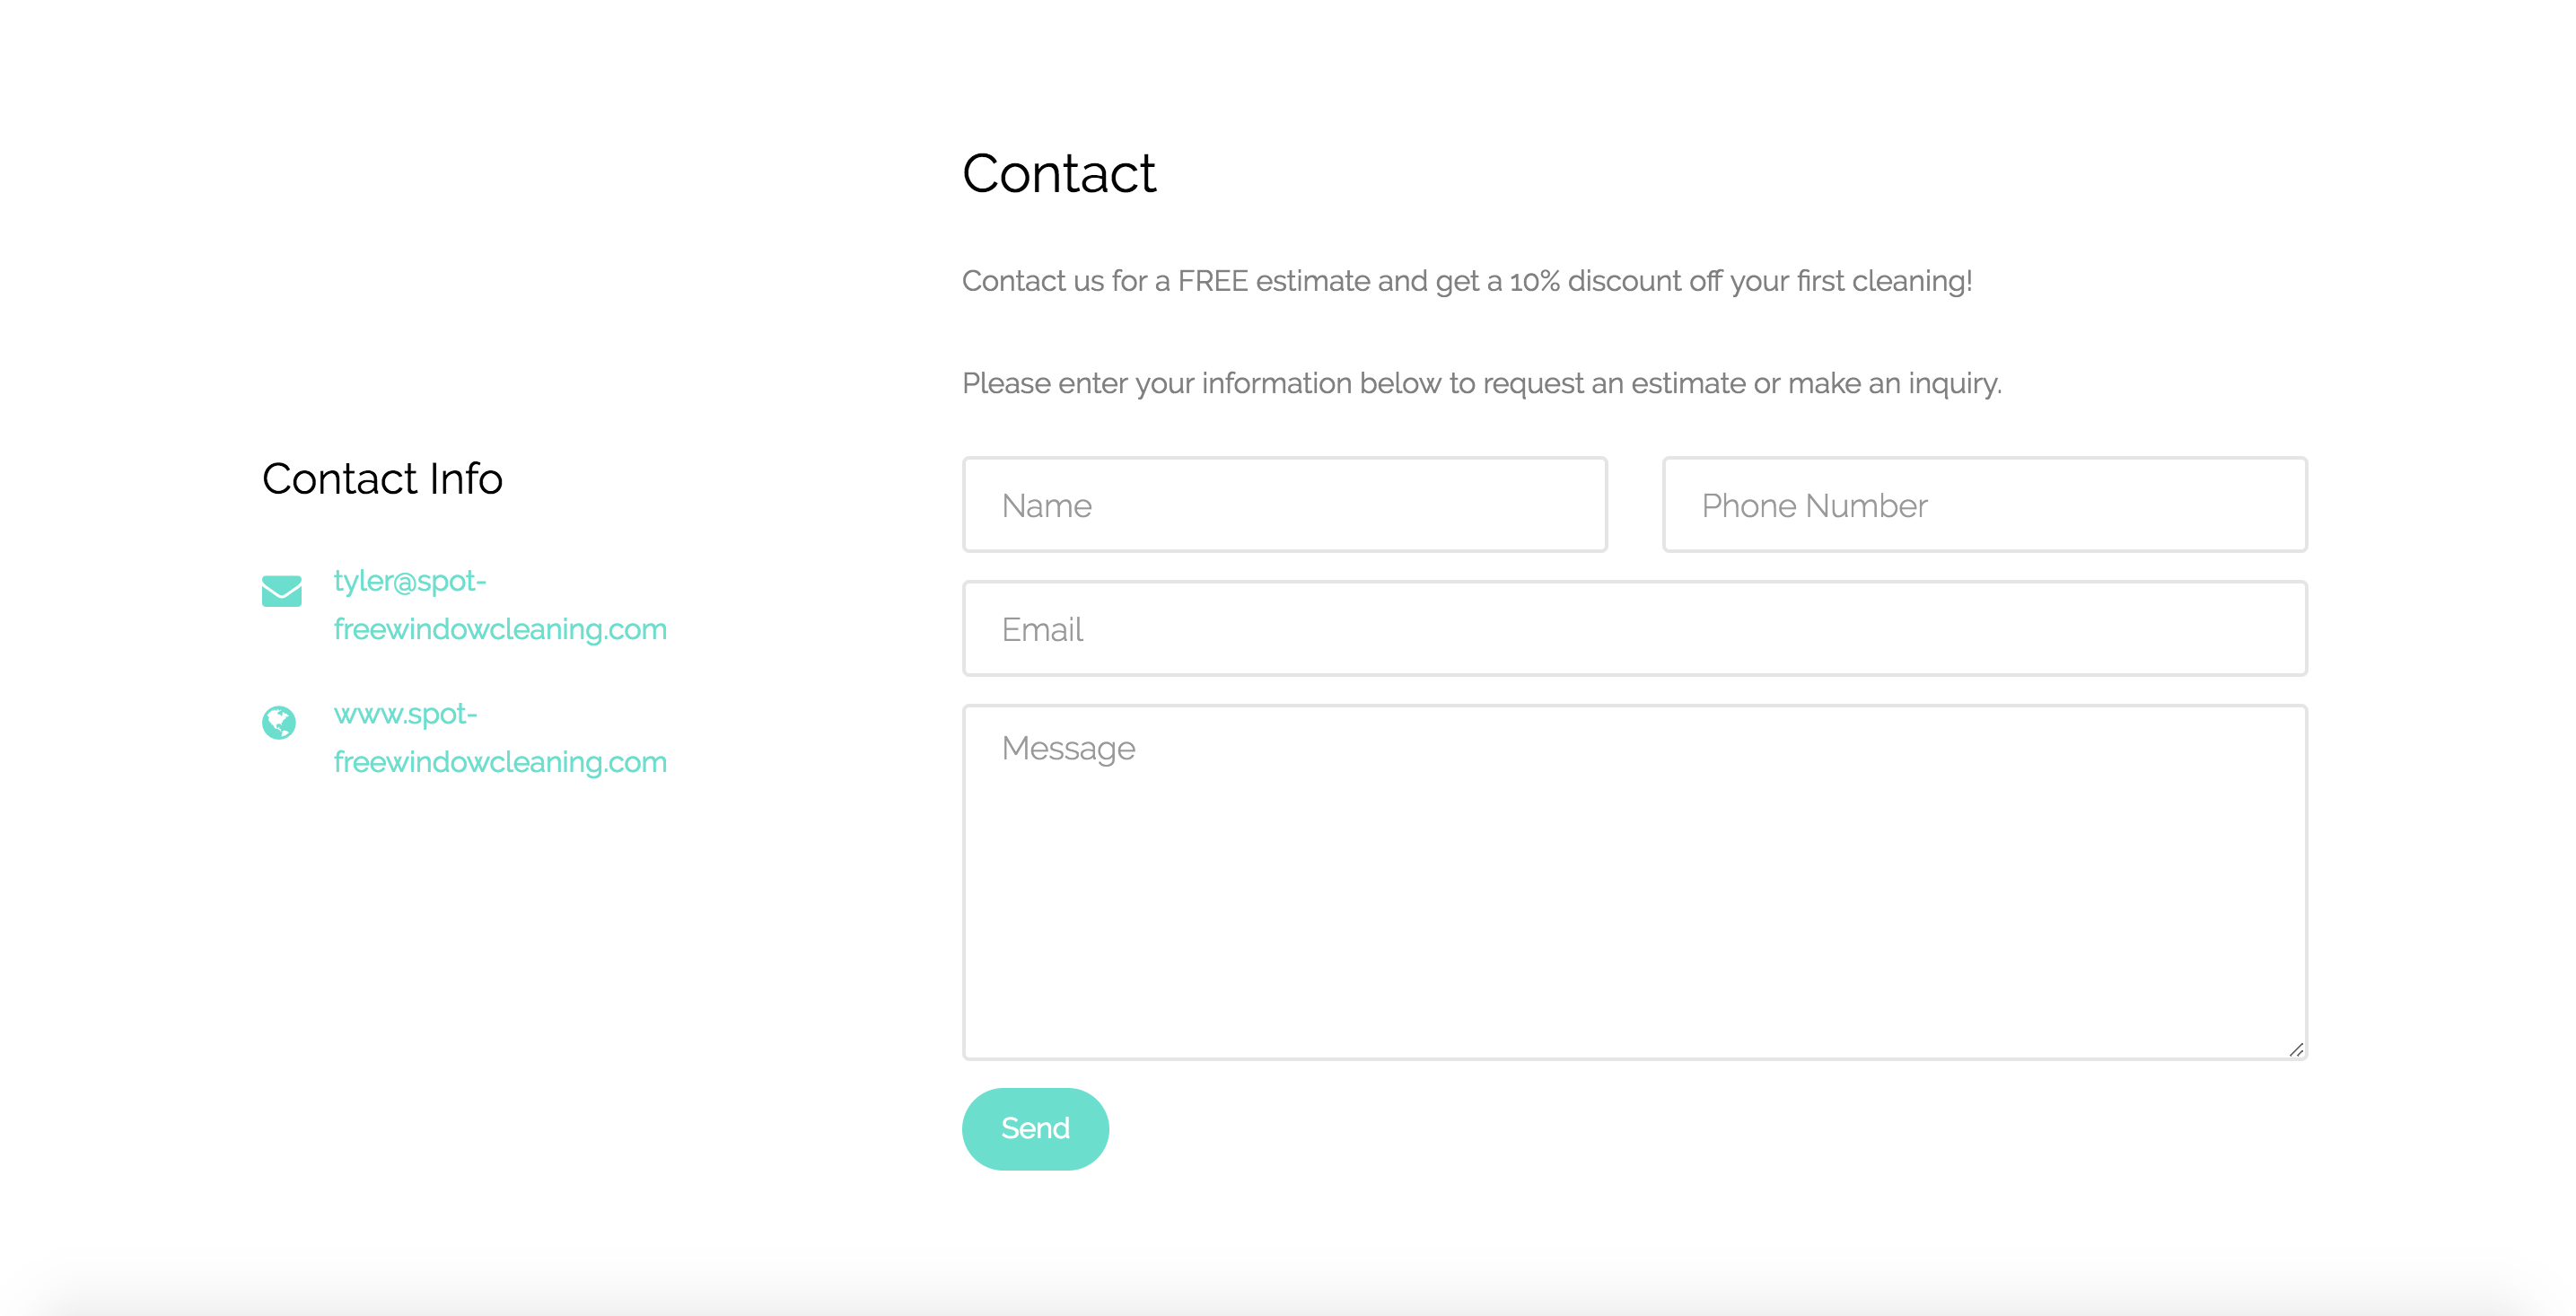 Contact
Contact us for a FREE estimate and get a 10% discount off your first cleaning!
Please enter your information below to request an estimate or make an inquiry.
Contact Info
tyler@spot-
freewindowcleaning.com
www.spot-
freewindowcleaning.com
Name
Phone Number
Email
Message
Send